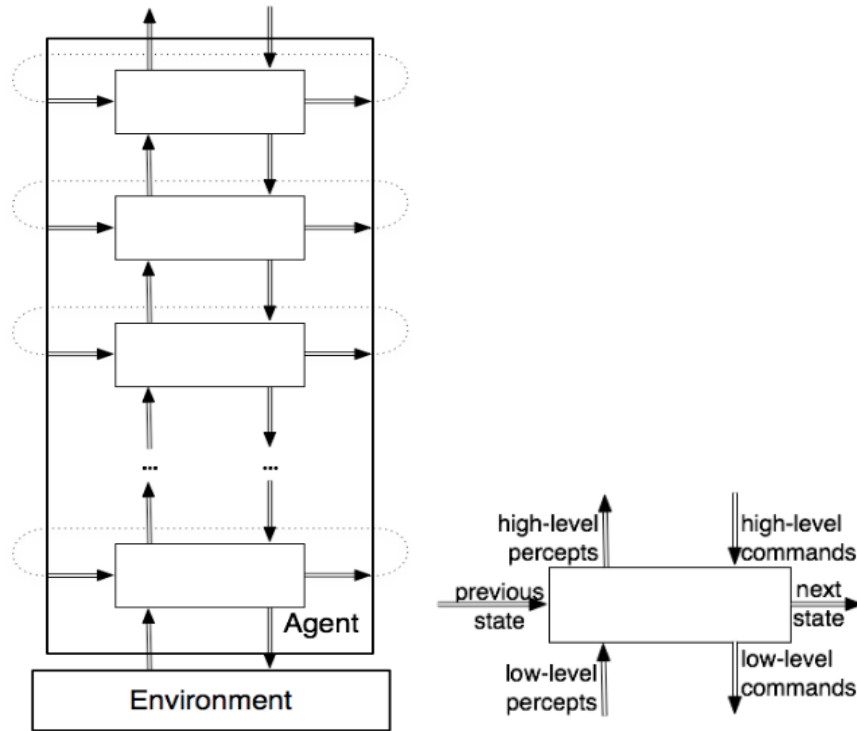 ...
...
Agent
Environment
high-level
percepts
high-level
commands
previous
state
next
state
low-level
percepts
low-level
commands